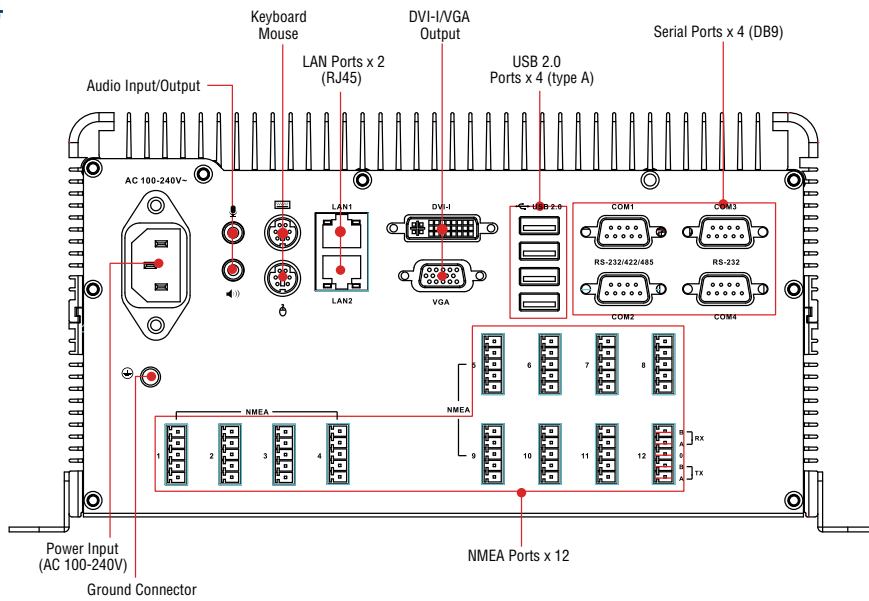 Keyboard
Mouse
DVI-I/VGA
Output
Serial Ports x 4 (DB9)
LAN Ports x 2
(RJ45)
USB 2.0
Ports x 4 (type A)
Audio Input/Output
AC 100-240V~
LAN1
DVI-I
USB 2.0
COM1
COM3
RS-232/422/485
RS-232
LAN2
VGA
COM2
COM4
5
6
7
8
NMEA
NMEA
1
2
3
4
9
10
11
12
B
A
0
B
A
RX
TX
Power Input
(AC 100-240V)
NMEA Ports x 12
Ground Connector